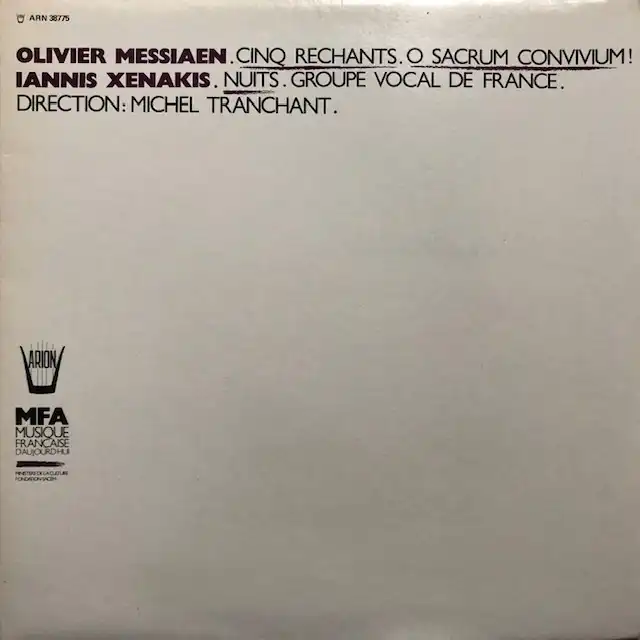 ARN 38775
OLIVIER MESSIAEN.CINQ RECHANTS. O SACRUM CONVIVIUM!
IANNIS XENAKIS. NUITS. GROUPE VOCAL DE FRANCE.
DIRECTION: MICHEL TRANCHANT.
ARION
MFA
MUSIQUE
FRANÇAISE
D'AUJOURD'HUI
MINISTERE DE LA CULTURE
FONDATION SACEM